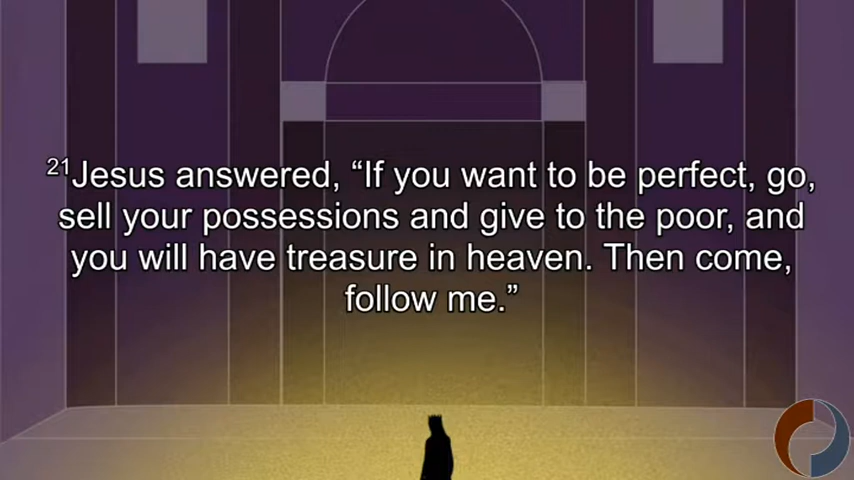 ²¹Jesus answered, “If you want to be perfect, go,
sell your possessions and give to the poor, and
you will have treasure in heaven. Then come,
follow me.”